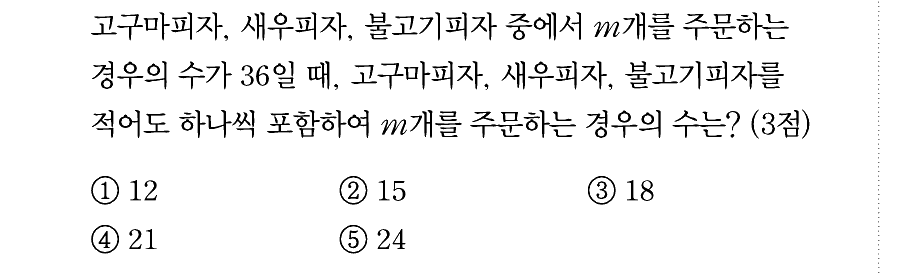 고구마피자, 새우피자, 불고기피자 중에서 m개를 주문하는
경우의 수가 36일 때, 고구마피자, 새우피자, 불고기피자를
적어도 하나씩 포함하여 m개를 주문하는 경우의 수는? (3점)
① 12 ② 15 ③ 18
④ 21 ⑤ 24